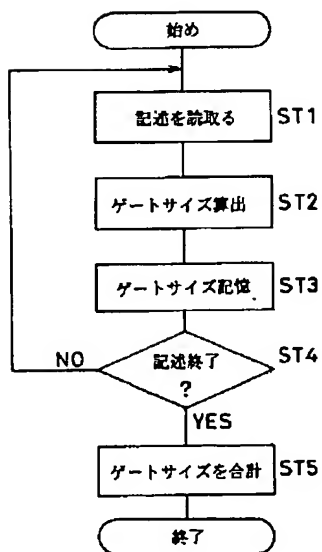 始め
記述を読取る ST1
ゲートサイズ算出 ST2
ゲートサイズ記憶 ST3
記述終了
?
ST4
NO
YES
ゲートサイズを合計 ST5
終了